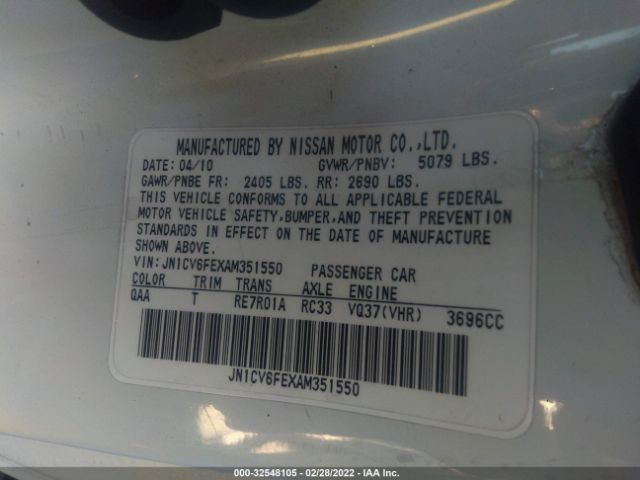 MANUFACTURED BY NISSAN MOTOR CO.,LTD.
DATE: 04/10 GVWR/PNBV: 5079 LBS.
GAWR/PNBE FR: 2405 LBS. RR: 2690 LBS.
THIS VEHICLE CONFORMS TO ALL APPLICABLE FEDERAL
MOTOR VEHICLE SAFETY,BUMPER,AND THEFT PREVENTION
STANDARDS IN EFFECT ON THE DATE OF MANUFACTURE
SHOWN ABOVE.
VIN: JN1CV6FEXAM351550 PASSENGER CAR
COLOR TRIM TRANS AXLE ENGINE
QAA T RE7R01A RC33 VQ37(VHR) 3696CC
JN1CV6FEXAM351550
000-32548105 - 02/28/2022 - IAA Inc.